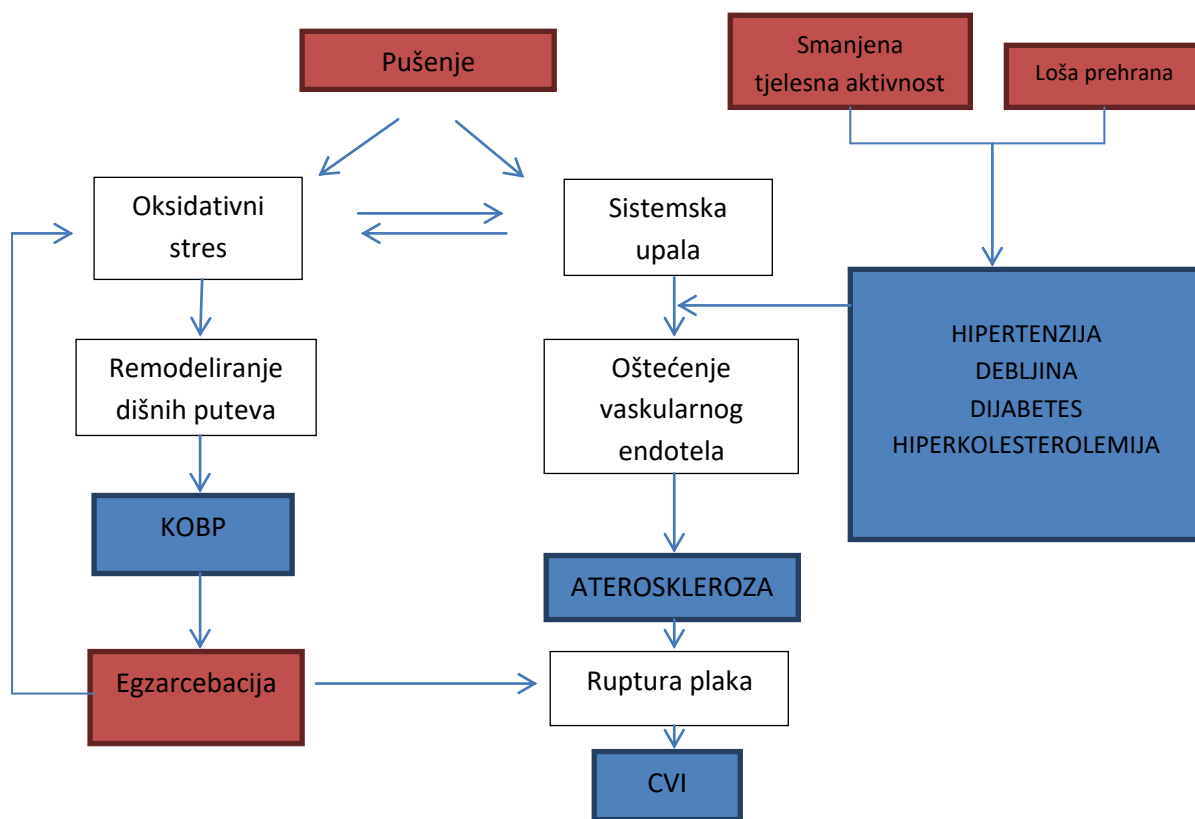 Pušenje
Smanjena
tjelesna aktivnost
Loša prehrana
Oksidativni
stres
Sistemska
upala
Remodeliranje
dišnih puteva
Oštećenje
vaskularnog
endotela
HIPERTENZIJA
DEBLJINA
DIJABETES
HIPERKOLESTEROLEMIJA
KOBP
ATEROSKLEROZA
Egzarcebacija
Ruptura plaka
CVI